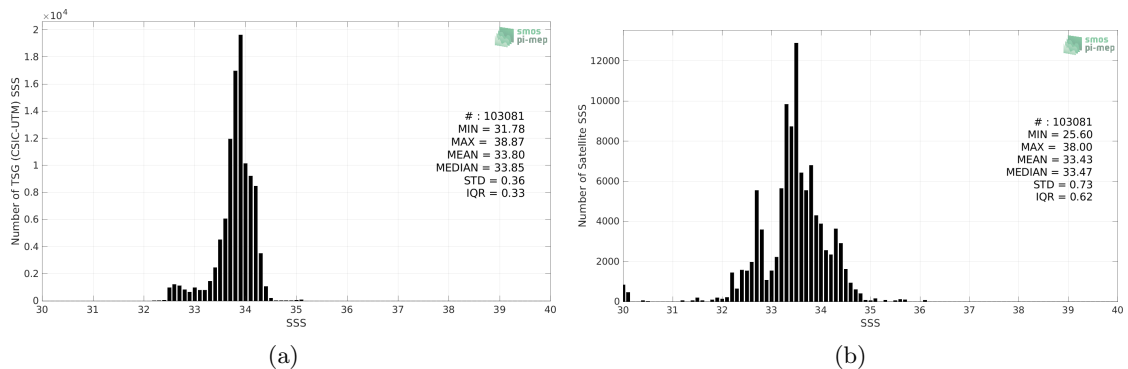 ×10⁴
2
1.8
1.6
1.4
1.2
1
0.8
0.6
0.4
0.2
0
Number of TSG (CSIC-UTM) SSS
smos
pi-mep
# : 103081
MIN = 31.78
MAX = 38.87
MEAN = 33.80
MEDIAN = 33.85
STD = 0.36
IQR = 0.33
30 31 32 33 34 35 36 37 38 39 40
SSS
(a)
12000
10000
8000
6000
4000
2000
0
Number of Satellite SSS
smos
pi-mep
# : 103081
MIN = 25.60
MAX = 38.00
MEAN = 33.43
MEDIAN = 33.47
STD = 0.73
IQR = 0.62
30 31 32 33 34 35 36 37 38 39 40
SSS
(b)